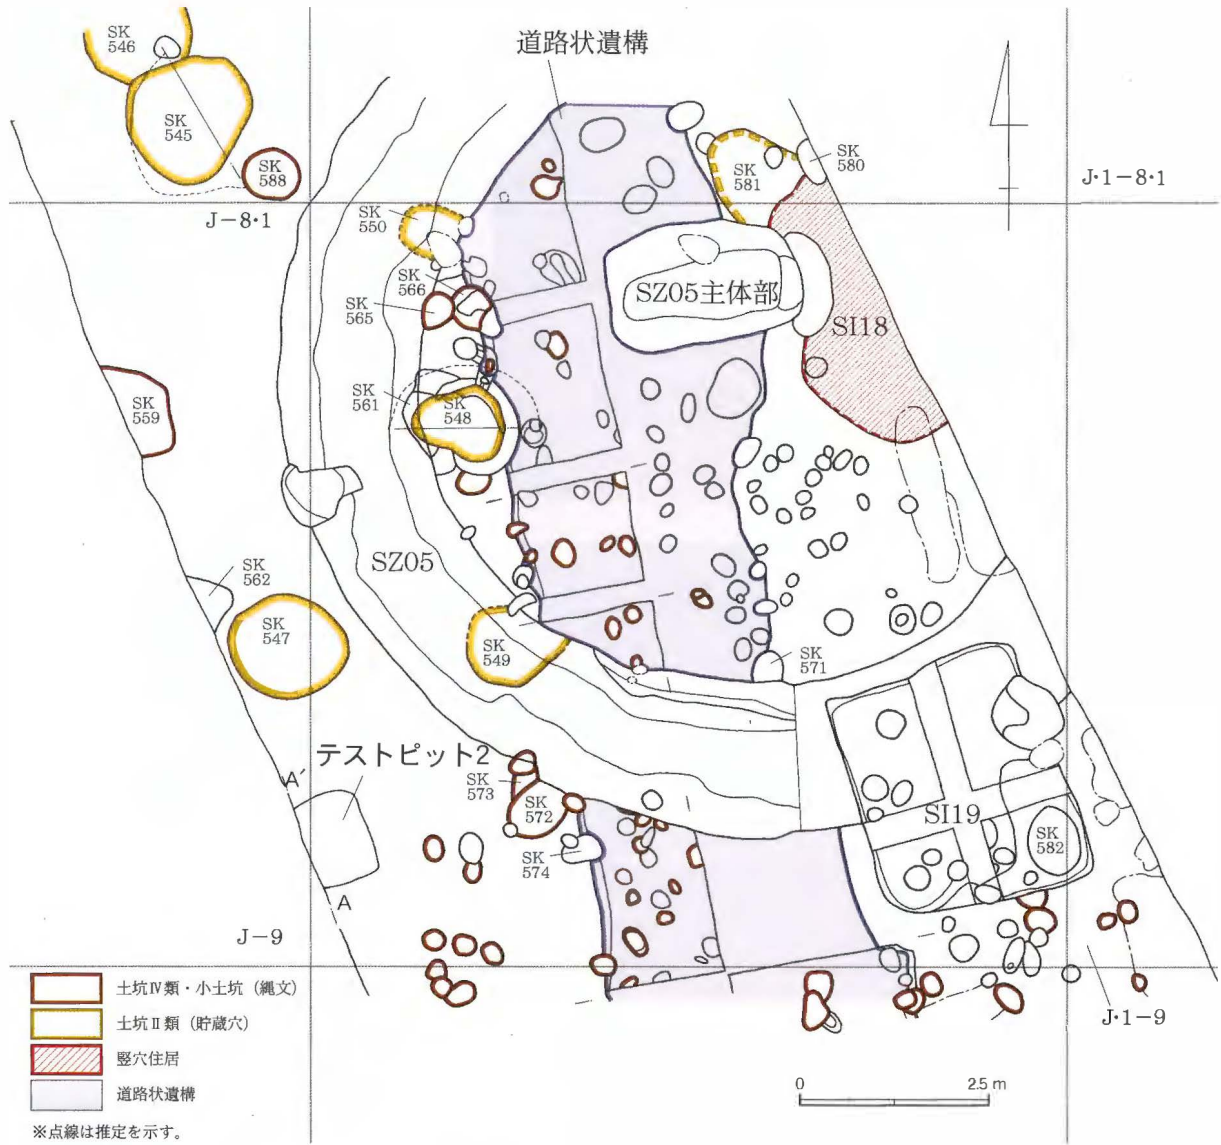 道路状遺構
SK
546
SK
545
SK
588
SK
581
SK
580
J・1−8・1
J−8・1
SK
550
SK
566
SK
565
SZ05主体部
SI18
SK
559
SK
561
SK
548
SZ05
SK
562
SK
547
SK
549
SK
571
テストピット2
A′
SK
573
SK
572
SK
574
SI19
SK
582
A
J−9
J・1−9
土坑Ⅳ類・小土坑（縄文）
土坑Ⅱ類（貯蔵穴）
竪穴住居
道路状遺構
※点線は推定を示す。
0 2.5 m